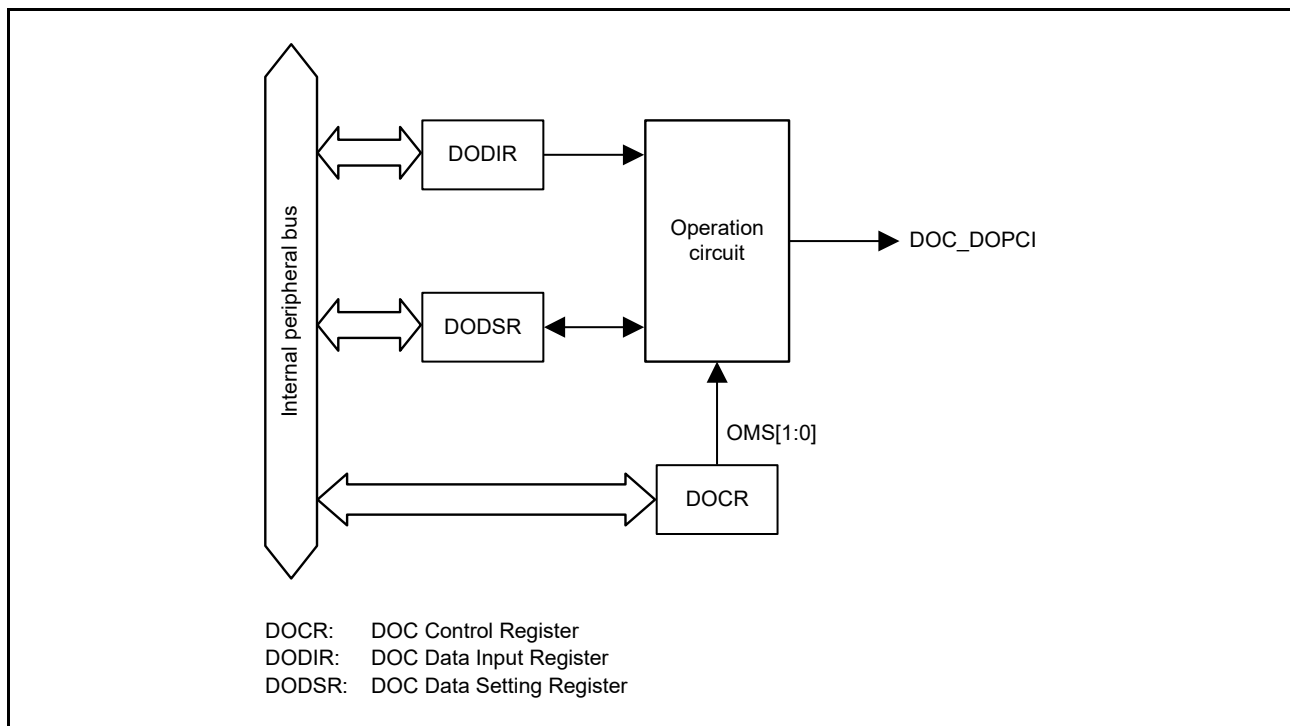 Internal peripheral bus
DODIR
Operation
circuit
DOC_DOPCI
DODSR
OMS[1:0]
DOCR
DOCR: DOC Control Register
DODIR: DOC Data Input Register
DODSR: DOC Data Setting Register